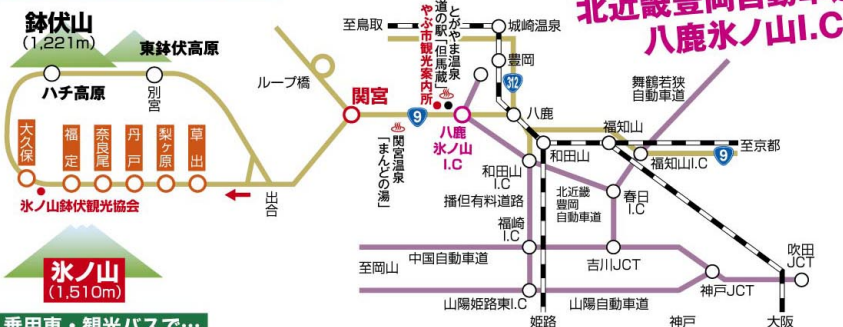 鉢伏山
(1,221m)
東鉢伏高原
ハチ高原
別宮
ループ橋
大久保
福定
奈良尾
丹戸
梨ヶ原
草出
氷ノ山鉢伏観光協会
出合
氷ノ山
(1,510m)
乗用車・観光バスで…
関宮
関宮温泉
「まんどの湯」
9
とがやま温泉
道の駅「但馬蔵」
やぶ市観光案内所
八鹿
氷ノ山
I.C
至鳥取
城崎温泉
豊岡
312
八鹿
和田山
和田山
I.C
播但有料道路
福崎
I.C
北近畿
豊岡
自動車道
福知山
福知山I.C
舞鶴若狭
自動車道
至京都
9
春日
I.C
中国自動車道
至岡山
吉川JCT
吹田
JCT
神戸JCT
山陽姫路東I.C
山陽自動車道
姫路
神戸
大阪
八鹿氷ノ山I.C